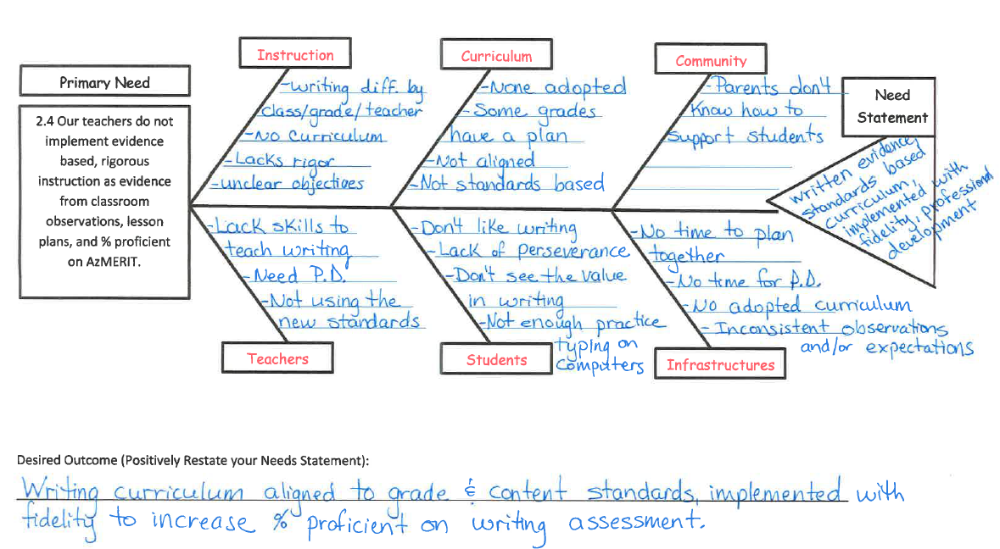 Primary Need
2.4 Our teachers do not
implement evidence
based, rigorous
instruction as evidence
from classroom
observations, lesson
plans, and % proficient
on AzMERIT.
Instruction
-writing diff. by
class/grade/teacher
-No curriculum
-Lacks rigor
-unclear objectives
Curriculum
-None adopted
-Some grades
have a plan
-Not aligned
-Not standards based
Community
-Parents don't
Know how to
support students
Need
Statement
written evidence,
standards based
curriculum,
implemented with
fidelity, professional
development
-Lack skills to
teach writing
-Need P.D.
-Not using the
new standards
Teachers
-Don't like writing
-Lack of perseverance
-Don't see the value
in writing
-Not enough practice
typing on
computers
Students
-No time to plan
together
-No time for P.D.
-No adopted curriculum
- Inconsistent observations
and/or expectations
Infrastructures
Desired Outcome (Positively Restate your Needs Statement):
Writing curriculum aligned to grade & content standards, implemented with
fidelity to increase % proficient on writing assessment.